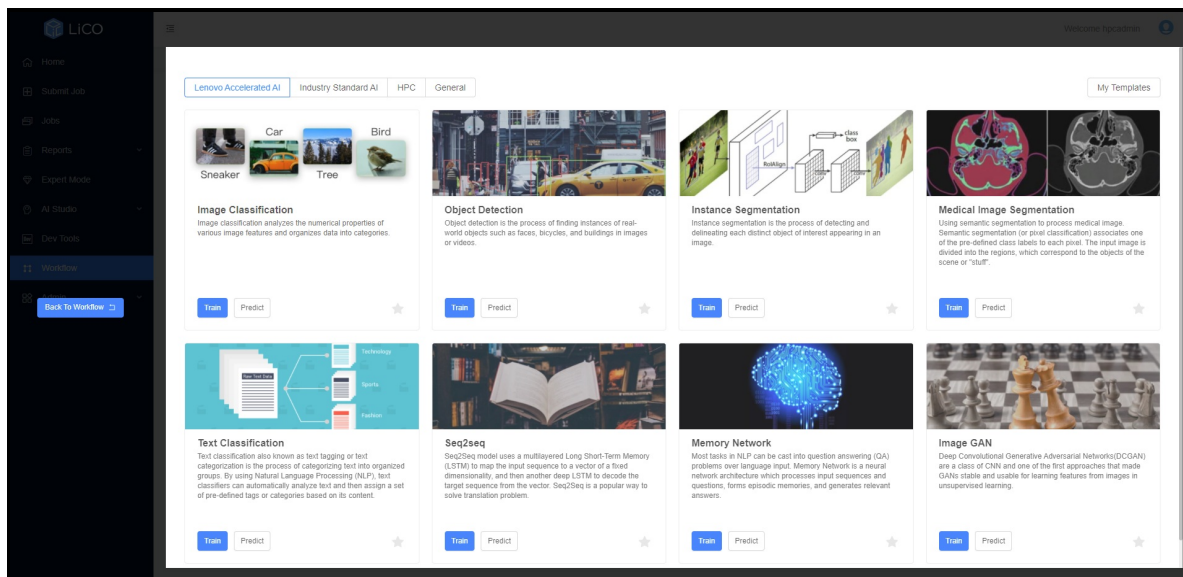 LiCO
Welcome hpcadmin
Home
Submit Job
Jobs
Reports
Expert Mode
AI Studio
Dev Tools
Workflow
Back To Workflow
Lenovo Accelerated AI
Industry Standard AI
HPC
General
My Templates
Car
Bird
Sneaker
Tree
Image Classification
Image classification analyzes the numerical properties of
various image features and organizes data into categories.
Train
Predict
Object Detection
Object detection is the process of finding instances of real-
world objects such as faces, bicycles, and buildings in images
or videos.
Train
Predict
RoIAlign
class
box
conv
conv
Instance Segmentation
Instance segmentation is the process of detecting and
delineating each distinct object of interest appearing in an
image.
Train
Predict
Medical Image Segmentation
Using semantic segmentation to process medical image.
Semantic segmentation (or pixel classification) associates one
of the pre-defined class labels to each pixel. The input image is
divided into the regions, which correspond to the objects of the
scene or "stuff".
Train
Predict
Raw Text Data
Technology
Sports
Fashion
Text Classification
Text classification also known as text tagging or text
categorization is the process of categorizing text into organized
groups. By using Natural Language Processing (NLP), text
classifiers can automatically analyze text and then assign a set
of pre-defined tags or categories based on its content.
Train
Predict
Seq2seq
Seq2Seq model uses a multilayered Long Short-Term Memory
(LSTM) to map the input sequence to a vector of a fixed
dimensionality, and then another deep LSTM to decode the
target sequence from the vector. Seq2Seq is a popular way to
solve translation problem.
Train
Predict
Memory Network
Most tasks in NLP can be cast into question answering (QA)
problems over language input. Memory Network is a neural
network architecture which processes input sequences and
questions, forms episodic memories, and generates relevant
answers.
Train
Predict
Image GAN
Deep Convolutional Generative Adversarial Networks(DCGAN)
are a class of CNN and one of the first approaches that made
GANs stable and usable for learning features from images in
unsupervised learning.
Train
Predict